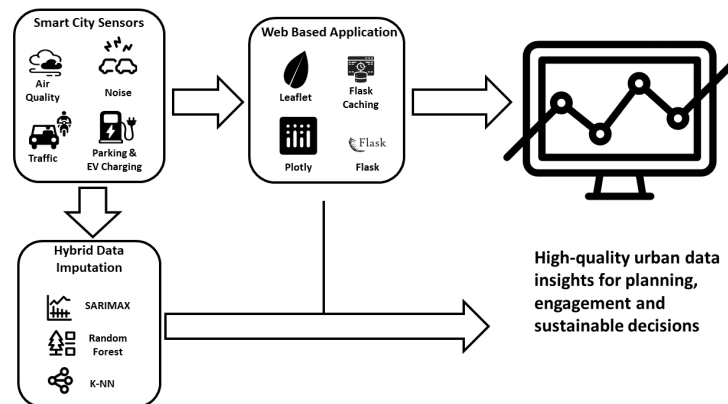 Smart City Sensors
Air
Quality
Noise
Traffic
Parking &
EV Charging
Web Based Application
Leaflet
Flask
Caching
Plotly
Flask
Flask
Hybrid Data
Imputation
SARIMAX
Random
Forest
K-NN
High-quality urban data
insights for planning,
engagement and
sustainable decisions